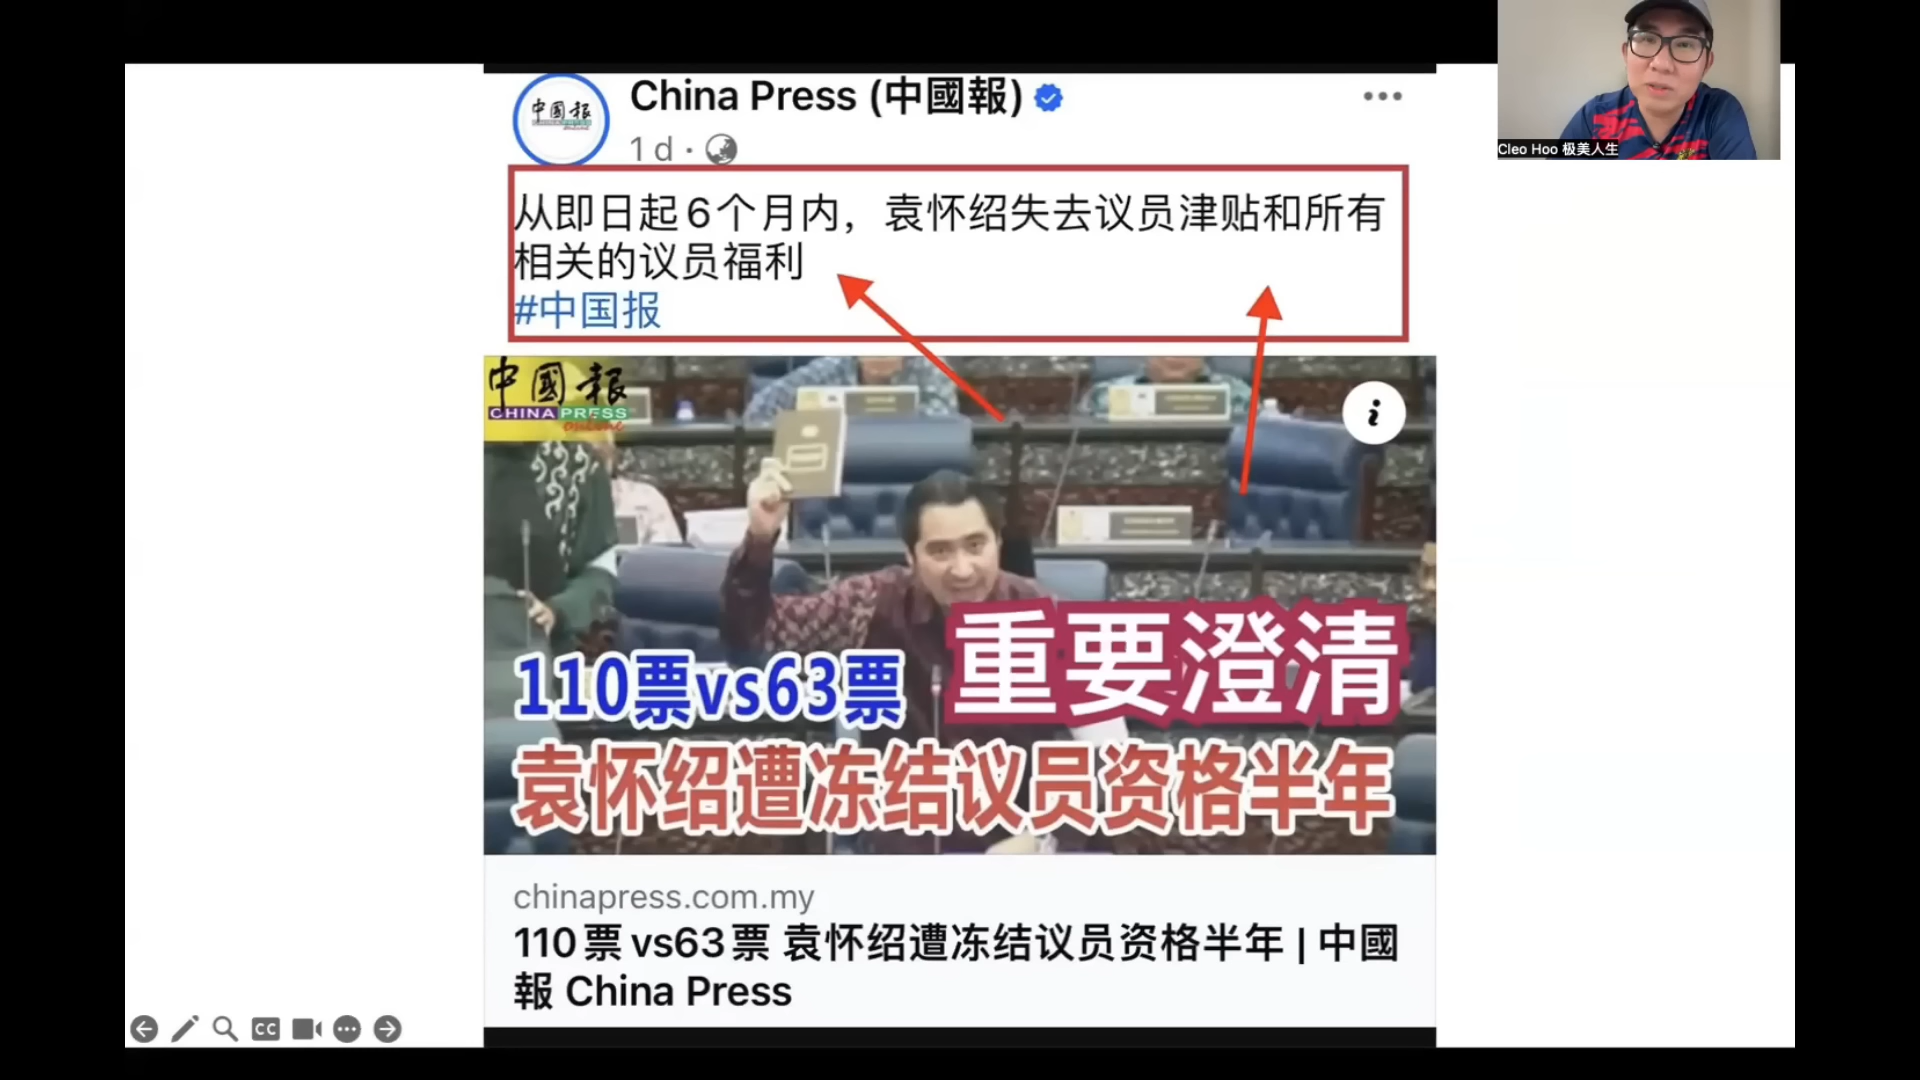 中國報
China Press (中國報)
1 d ·
Cleo Hoo 极美人生
从即日起6个月内，袁怀绍失去议员津贴和所有
相关的议员福利
#中国报
中國報
CHINA PRESS
online
i
重要澄清
110票vs63票
袁怀绍遭冻结议员资格半年
chinapress.com.my
110票vs63票 袁怀绍遭冻结议员资格半年 | 中國
報 China Press
CC